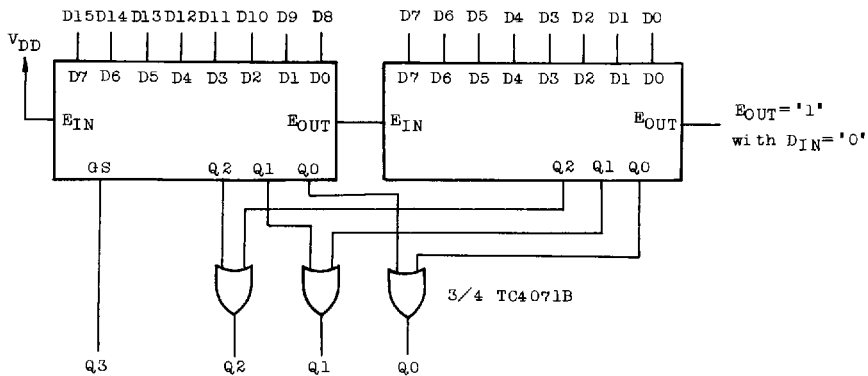 D15 D14 D13 D12 D11 D10 D9 D8
D7 D6 D5 D4 D3 D2 D1 D0
VDD
D7 D6 D5 D4 D3 D2 D1 D0
D7 D6 D5 D4 D3 D2 D1 D0
EIN
EOUT
EIN
EOUT
EOUT="1"
with DIN="0"
GS Q2 Q1 Q0
Q2 Q1 Q0
3/4 TC4071B
Q3 Q2 Q1 Q0